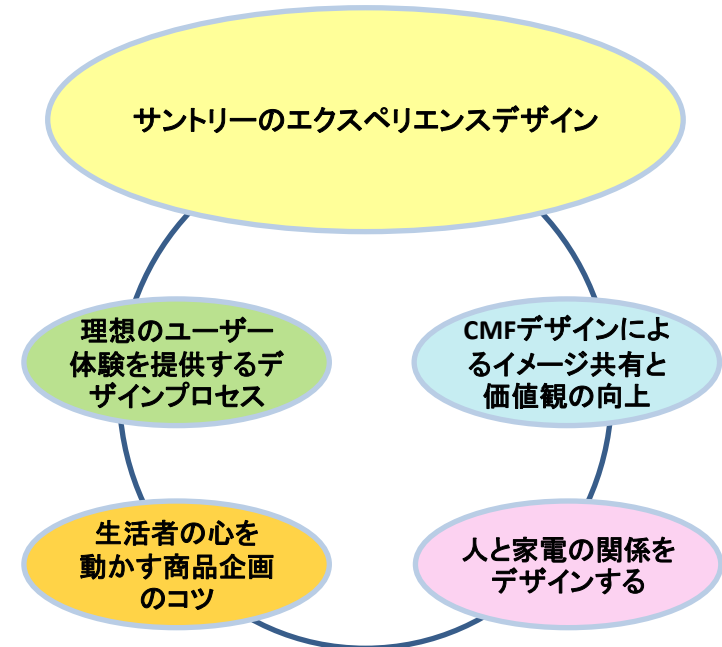 サントリーのエクスペリエンスデザイン
理想のユーザー
体験を提供するデ
ザインプロセス
CMFデザインによ
るイメージ共有と
価値観の向上
生活者の心を
動かす商品企画
のコツ
人と家電の関係を
デザインする